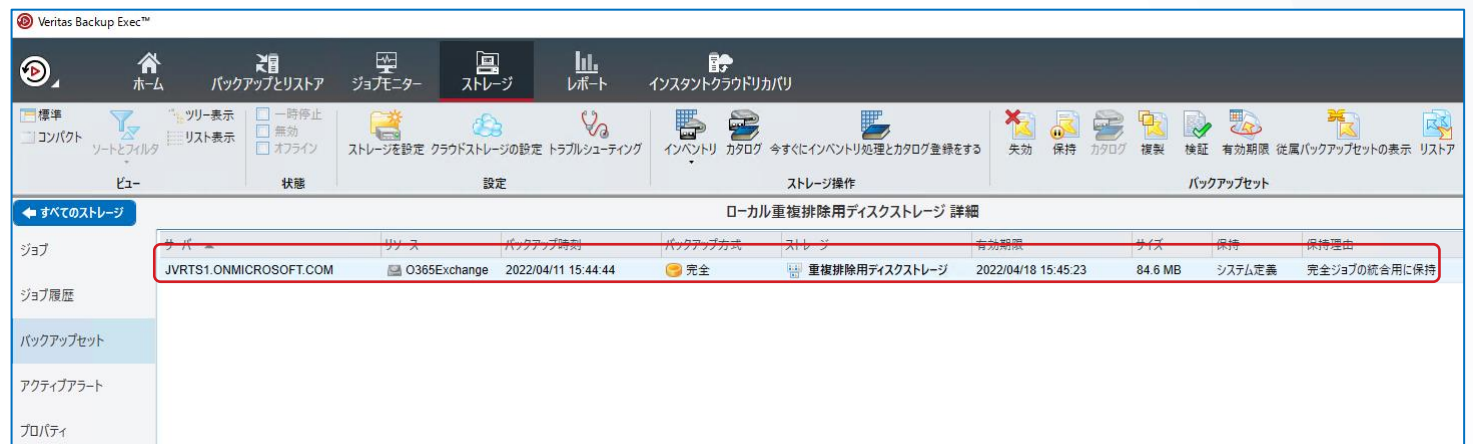 Veritas Backup Exec™
ホーム バックアップとリストア ジョブモニター ストレージ レポート インスタントクラウドリカバリ
標準 ツリー表示 一時停止
コンパクト ソートとフィルタ リスト表示 無効 ストレージを設定 クラウドストレージの設定 トラブルシューティング インベントリ カタログ 今すぐにインベントリ処理とカタログ登録をする 失効 保持 カタログ 複製 検証 有効期限 従属バックアップセットの表示 リストア
オフライン
ビュー 状態 設定 ストレージ操作 バックアップセット
すべてのストレージ ローカル重複排除用ディスクストレージ 詳細
ジョブ
サーバー リソース バックアップ時刻 バックアップ方式 ストレージ 有効期限 サイズ 保持 保持理由
JVRTS1.ONMICROSOFT.COM O365Exchange 2022/04/11 15:44:44 完全 重複排除用ディスクストレージ 2022/04/18 15:45:23 84.6 MB システム定義 完全ジョブの統合用に保持
ジョブ履歴
バックアップセット
アクティブアラート
プロパティ